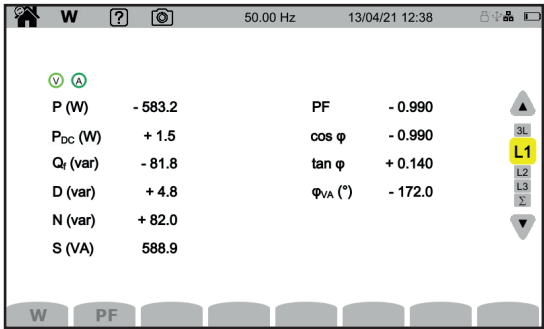 W ? 50.00 Hz 13/04/21 12:38
V A
P (W) - 583.2 PF - 0.990
P_DC (W) + 1.5 cos φ - 0.990
Q_f (var) - 81.8 tan φ + 0.140
D (var) + 4.8 φ_VA (°) - 172.0
N (var) + 82.0
S (VA) 588.9
3L
L1
L2
L3
Σ
W PF